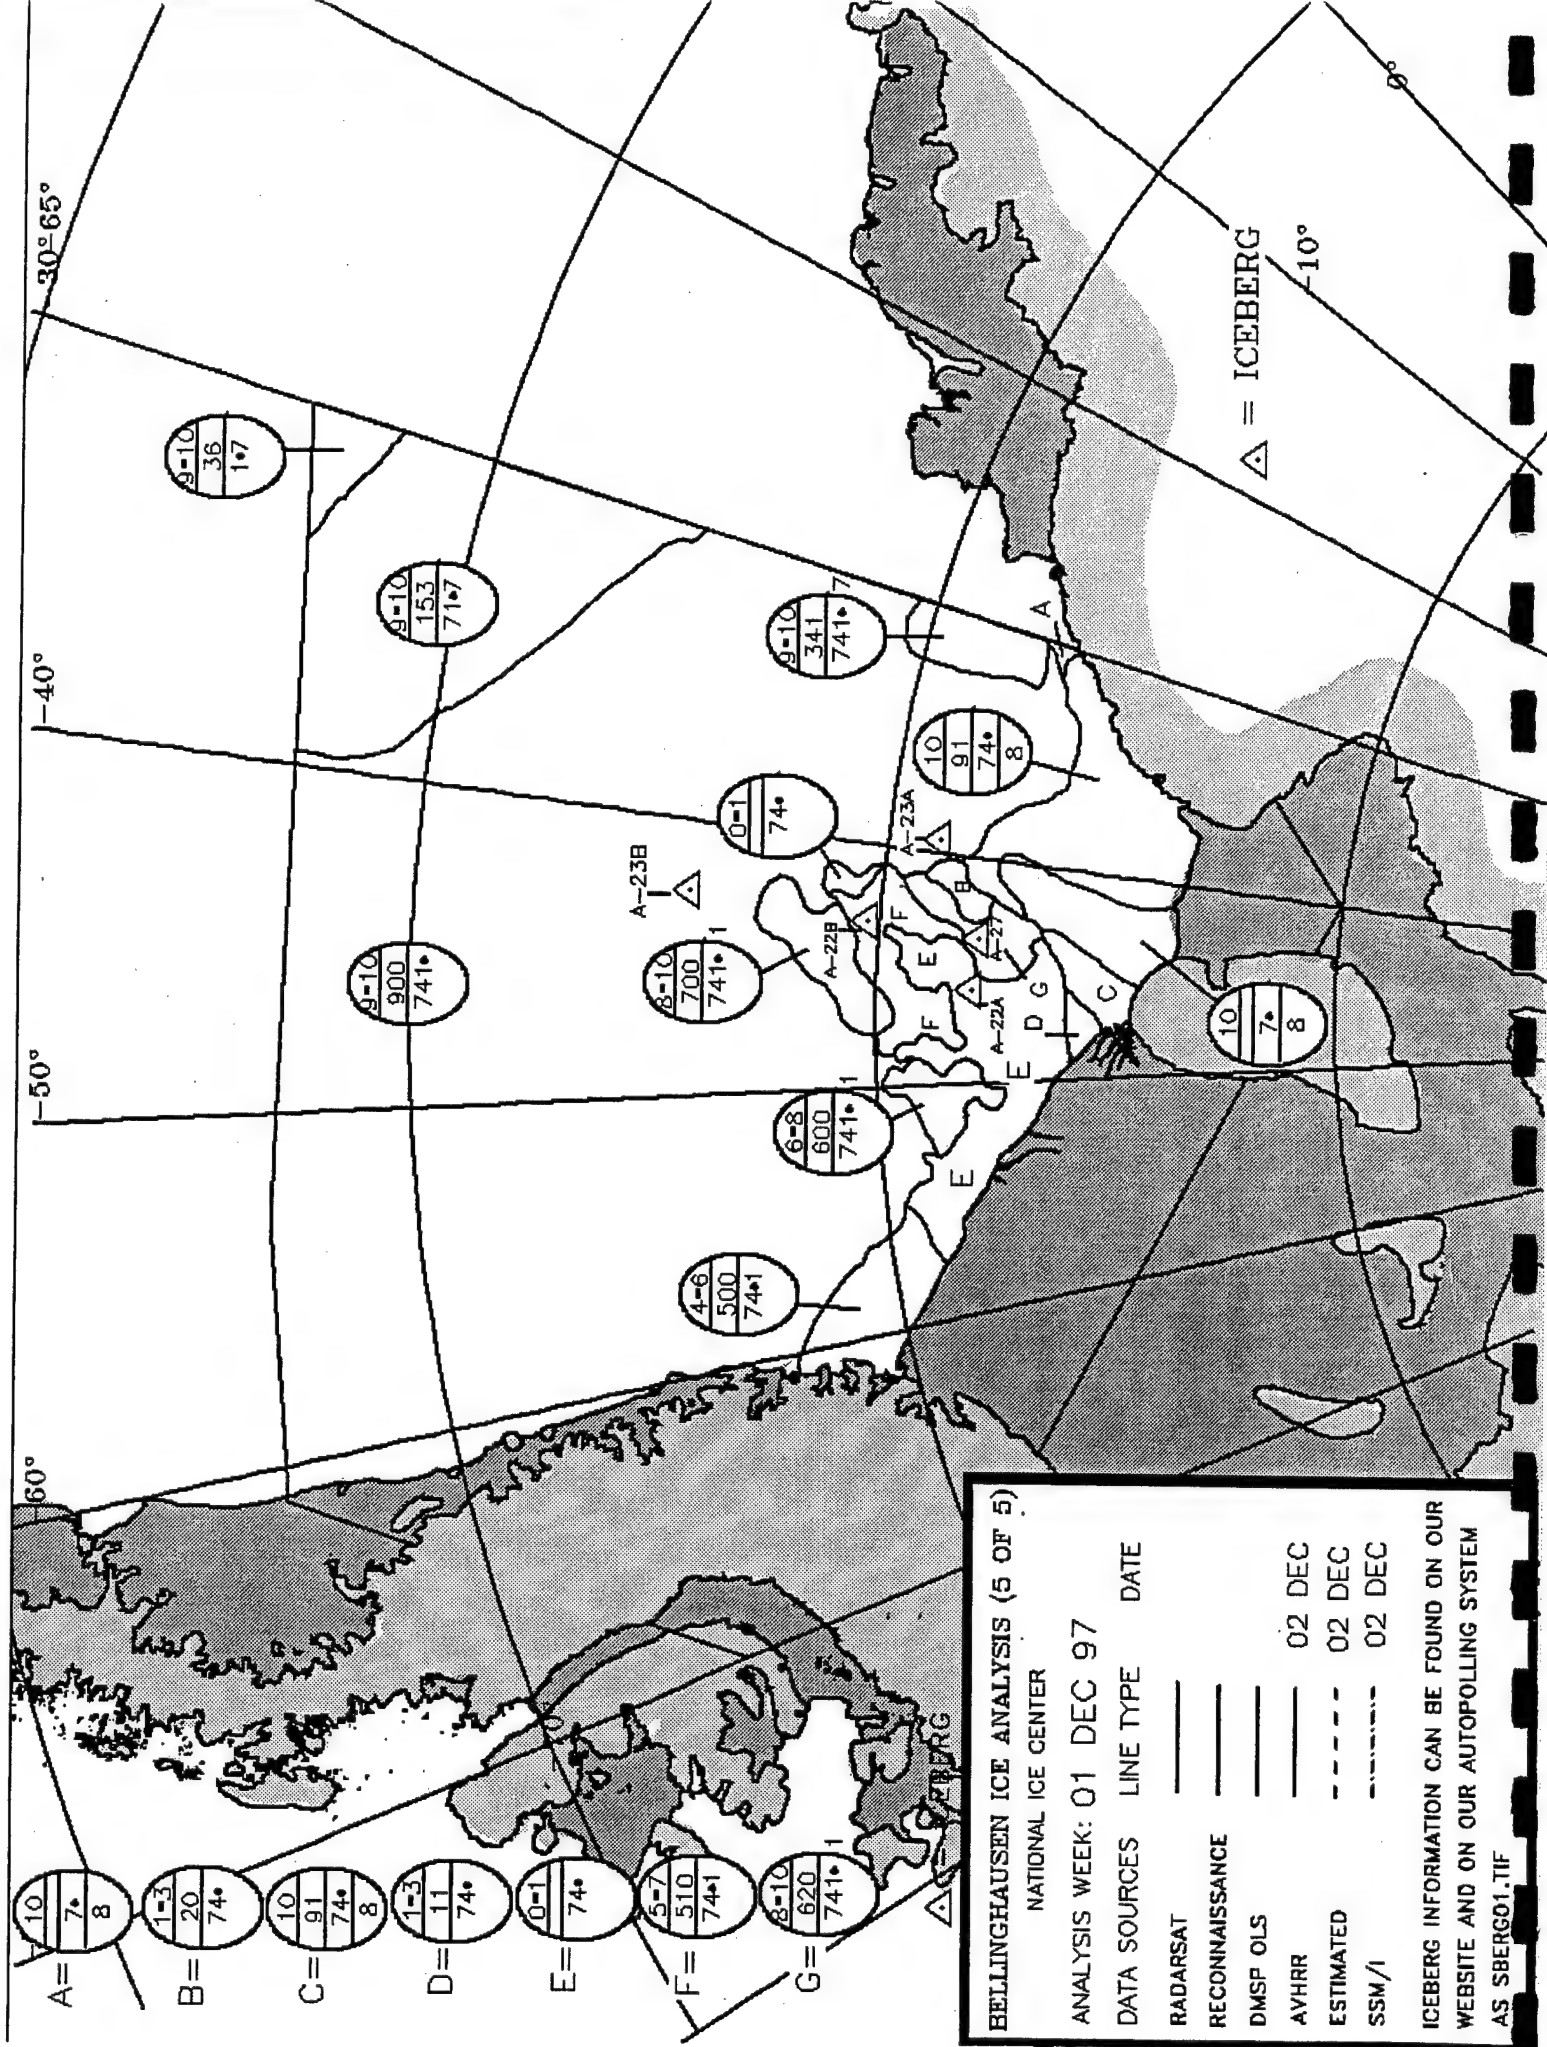 60°
-50°
-40°
30°-65°
9-10
36
1•7
9-10
153
71•7
9-10
900
741•
A-23B
8-10
700
741•
1
9-10
341
741•
7
0-1
74•
10
91
74•
8
A-23A
A-22B
6-8
600
741•
1
4-6
500
74•1
F
E
B
A-27
A-22A
F
G
D
C
E
E
A
10
7•
8
= ICEBERG
-10°
0°
A=
10
7•
8
B=
1-3
20
74•
C=
10
91
74•
8
D=
1-3
11
74•
E=
0-1
74•
F=
5-7
510
74•1
G=
8-10
620
741•
1
BELLINGHAUSEN ICE ANALYSIS (5 OF 5)
NATIONAL ICE CENTER
ANALYSIS WEEK: 01 DEC 97
DATA SOURCES LINE TYPE DATE
RADARSAT
RECONNAISSANCE
DMSP OLS
AVHRR 02 DEC
ESTIMATED 02 DEC
SSM/I 02 DEC
ICEBERG INFORMATION CAN BE FOUND ON OUR
WEBSITE AND ON OUR AUTOPOLLING SYSTEM
AS SBERG01.TIF